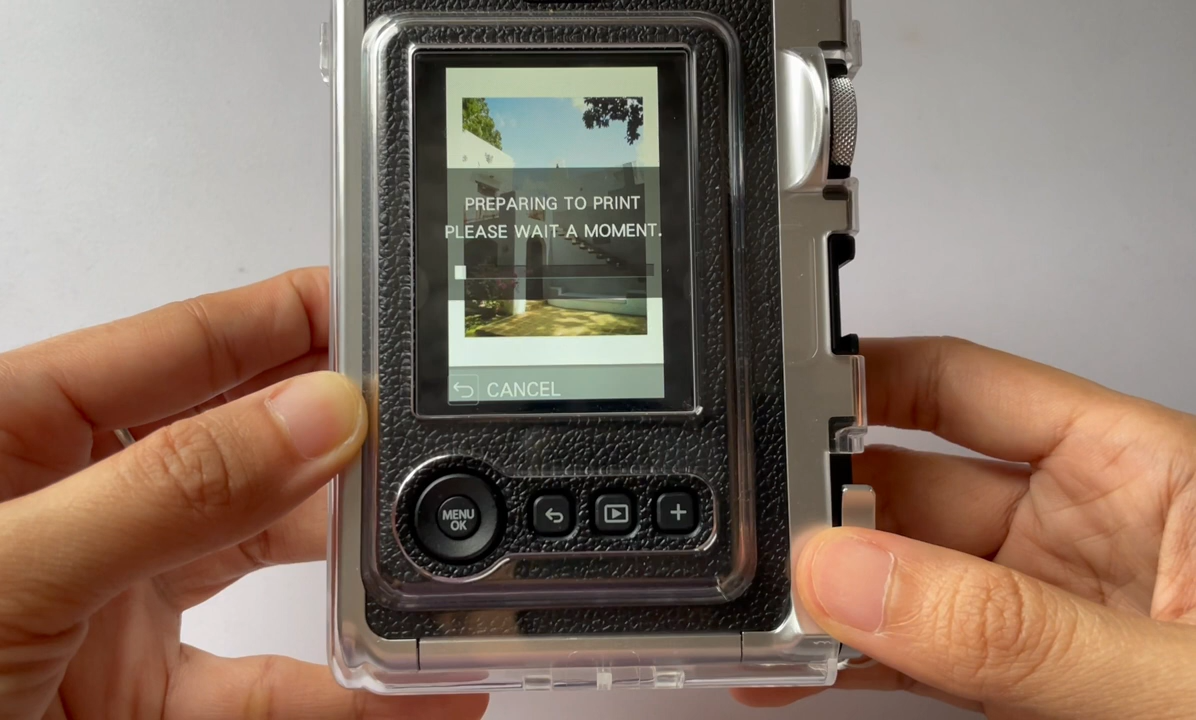 PREPARING TO PRINT
PLEASE WAIT A MOMENT.
CANCEL
MENU
OK